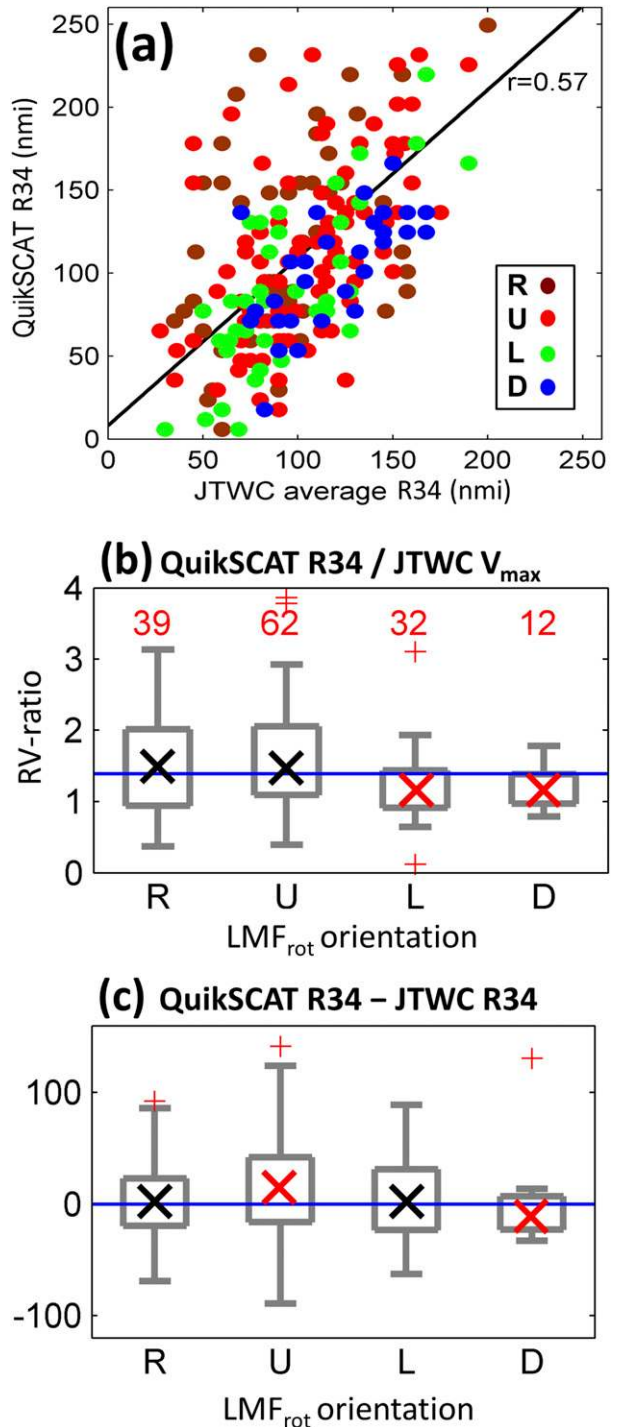 (a)
260
250
200
150
100
50
0
QuikSCAT R34 (nmi)
r=0.57
R
U
L
D
0 50 100 150 200 250
JTWC average R34 (nmi)
(b) QuikSCAT R34 / JTWC Vmax
39 62 32 12
4
3
2
1
0
RV-ratio
R U L D
LMFrot orientation
(c) QuikSCAT R34 – JTWC R34
100
0
-100
R U L D
LMFrot orientation